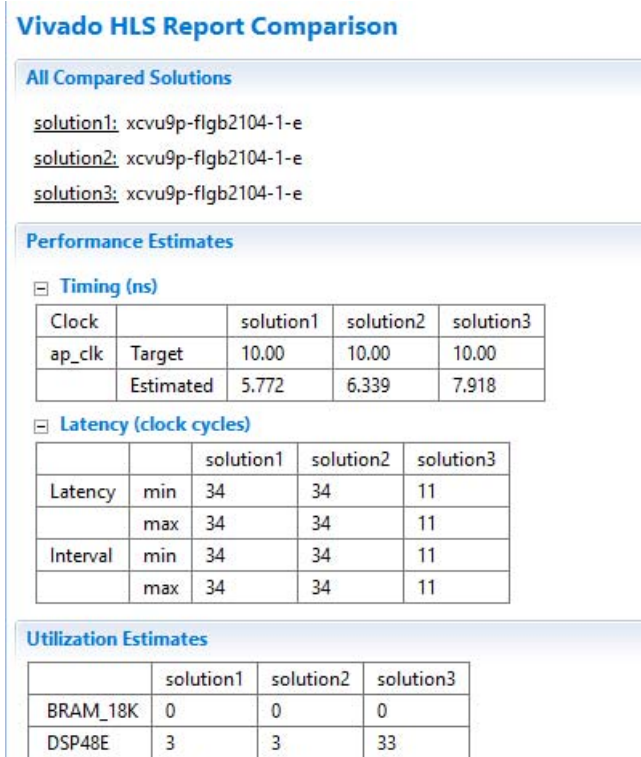 Vivado HLS Report Comparison
All Compared Solutions
solution1: xcvu9p-flgb2104-1-e
solution2: xcvu9p-flgb2104-1-e
solution3: xcvu9p-flgb2104-1-e
Performance Estimates
Timing (ns)
Clock solution1 solution2 solution3
ap_clk Target 10.00 10.00 10.00
Estimated 5.772 6.339 7.918
Latency (clock cycles)
solution1 solution2 solution3
Latency min 34 34 11
max 34 34 11
Interval min 34 34 11
max 34 34 11
Utilization Estimates
solution1 solution2 solution3
BRAM_18K 0 0 0
DSP48E 3 3 33